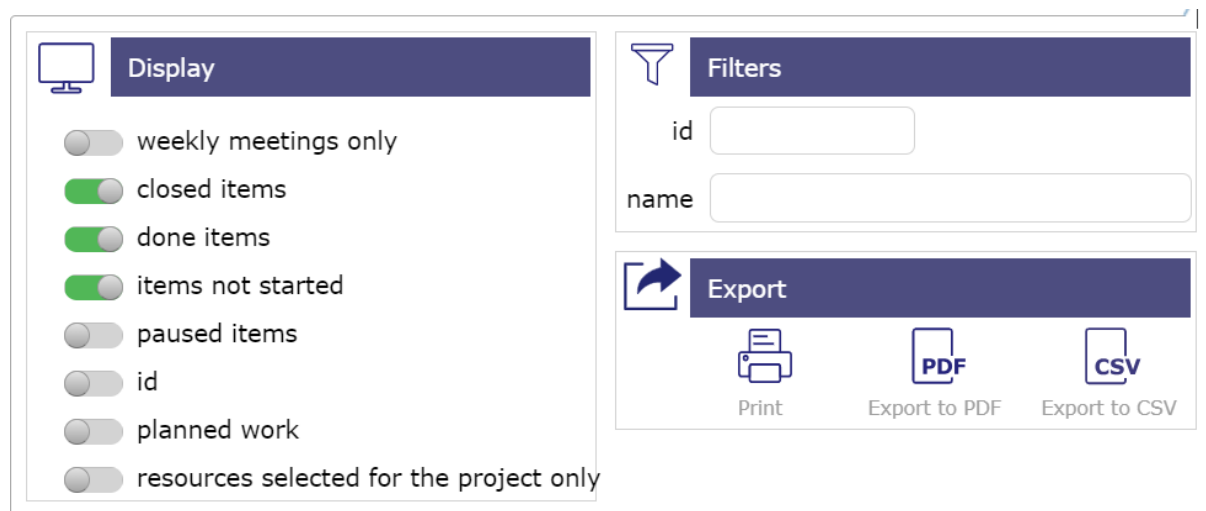 Display
weekly meetings only
closed items
done items
items not started
paused items
id
planned work
resources selected for the project only
Filters
id
name
Export
PDF
CSV
Print
Export to PDF
Export to CSV